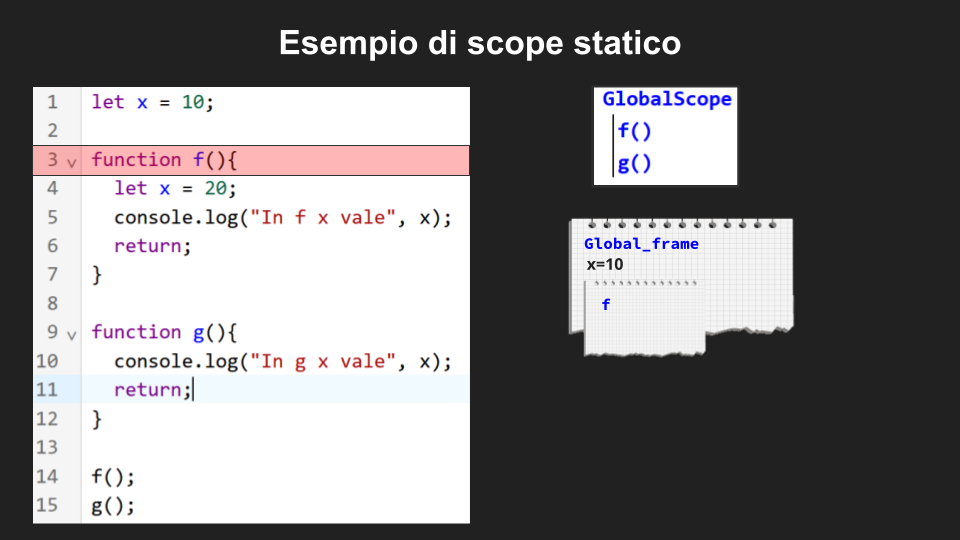 Esempio di scope statico
1 let x = 10;
2
3 function f(){
4 let x = 20;
5 console.log("In f x vale", x);
6 return;
7 }
8
9 function g(){
10 console.log("In g x vale", x);
11 return;
12 }
13
14 f();
15 g();
GlobalScope
f()
g()
Global_frame
x=10
f